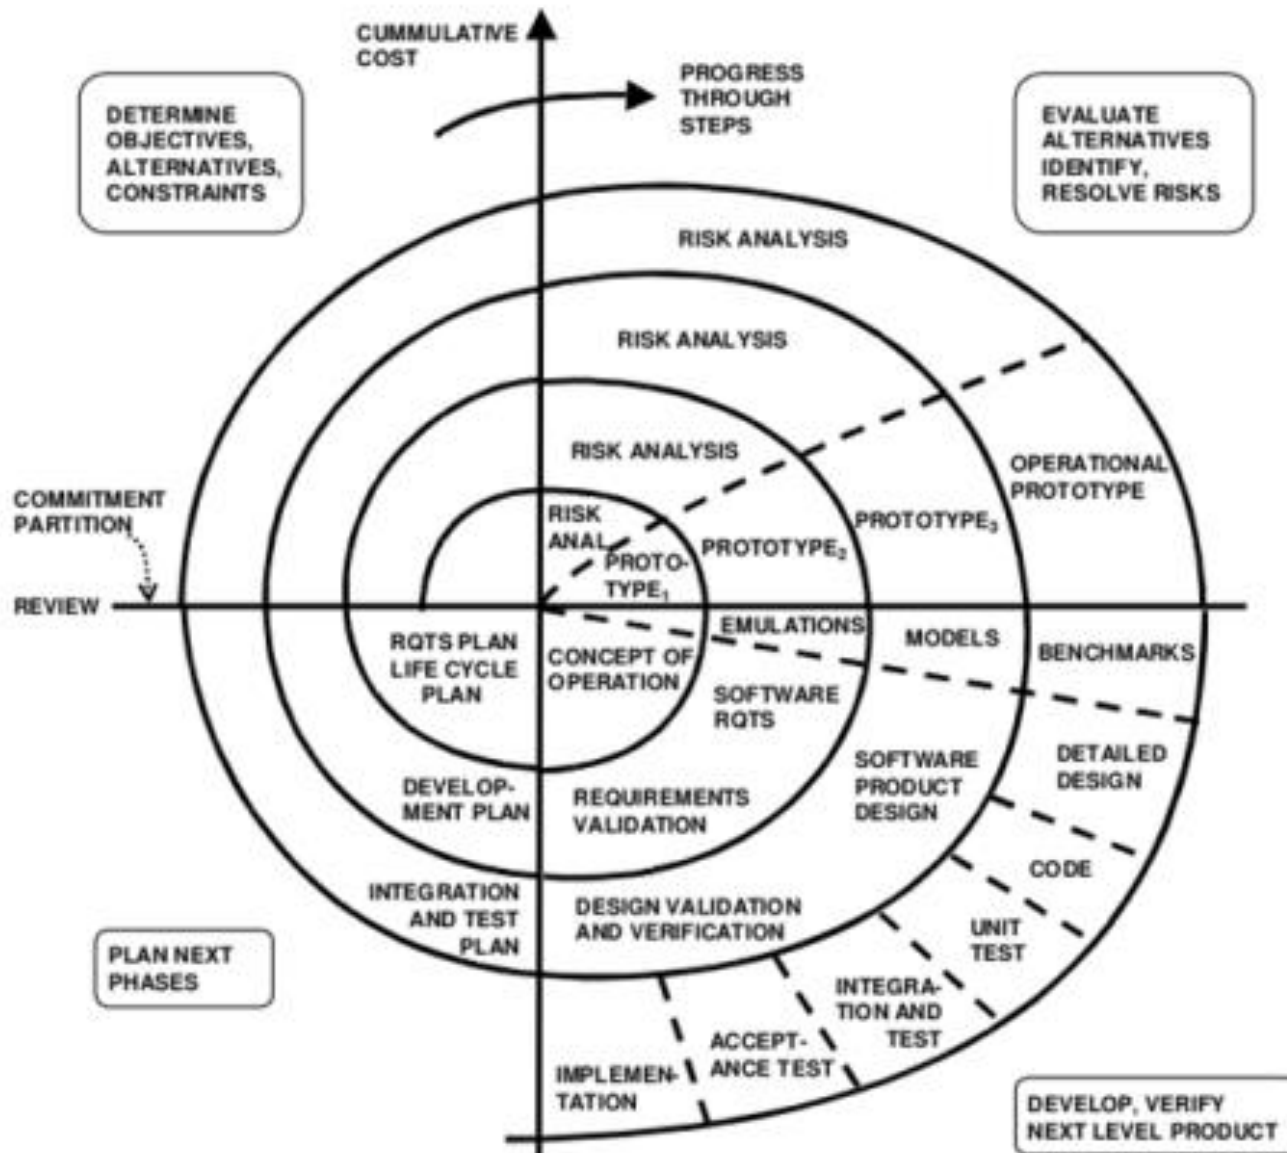 CUMMULATIVE
COST
PROGRESS
THROUGH
STEPS
DETERMINE
OBJECTIVES,
ALTERNATIVES,
CONSTRAINTS
EVALUATE
ALTERNATIVES
IDENTIFY,
RESOLVE RISKS
RISK ANALYSIS
RISK ANALYSIS
RISK ANALYSIS
RISK
ANAL.
PROTO-
TYPE₁
PROTOTYPE₂
PROTOTYPE₃
OPERATIONAL
PROTOTYPE
COMMITMENT
PARTITION
REVIEW
RQTS PLAN
LIFE CYCLE
PLAN
CONCEPT OF
OPERATION
EMULATIONS
MODELS
BENCHMARKS
SOFTWARE
RQTS
SOFTWARE
PRODUCT
DESIGN
DETAILED
DESIGN
DEVELOP-
MENT PLAN
REQUIREMENTS
VALIDATION
CODE
INTEGRATION
AND TEST
PLAN
DESIGN VALIDATION
AND VERIFICATION
UNIT
TEST
PLAN NEXT
PHASES
INTEGRA-
TION AND
TEST
ACCEPT-
ANCE TEST
IMPLEMEN-
TATION
DEVELOP, VERIFY
NEXT LEVEL PRODUCT